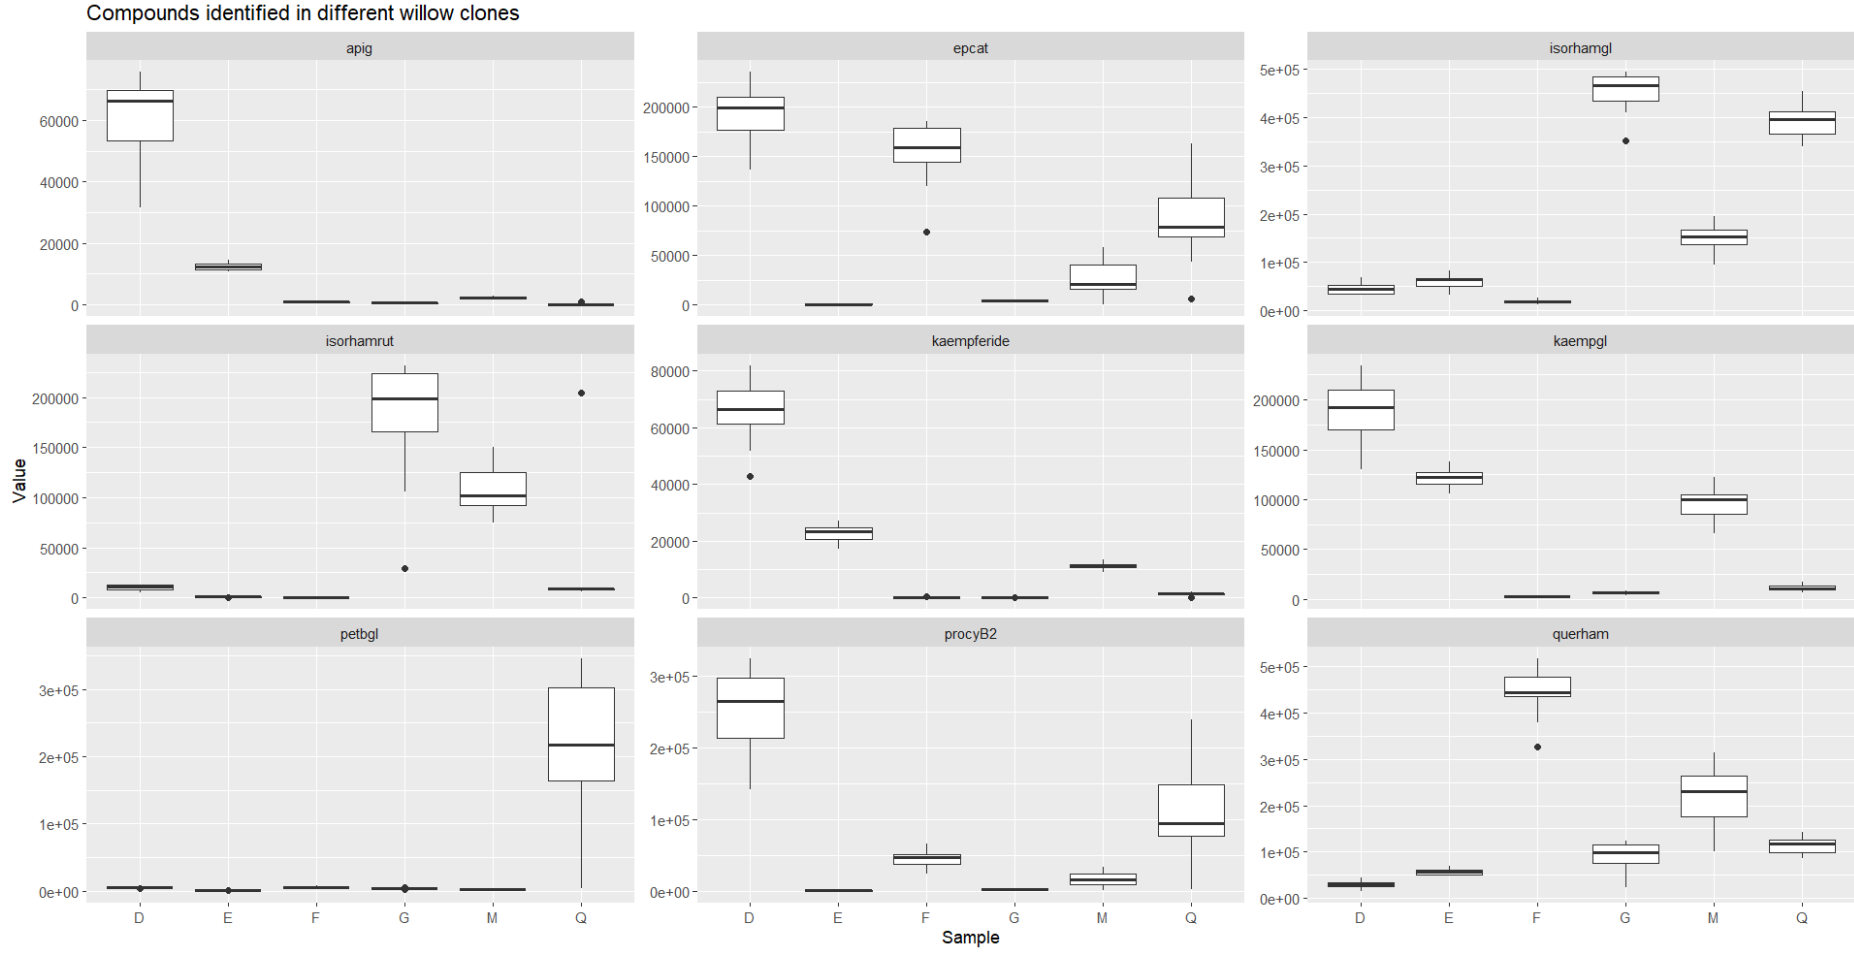 Compounds identified in different willow clones
apig
epcat
isorhamgl
60000
40000
20000
0
200000
150000
100000
50000
0
5e+05
4e+05
3e+05
2e+05
1e+05
0e+00
isorhamrut
kaempferide
kaempgl
200000
150000
100000
50000
0
80000
60000
40000
20000
0
200000
150000
100000
50000
0
Value
petbgl
procyB2
querham
3e+05
2e+05
1e+05
0e+00
3e+05
2e+05
1e+05
0e+00
5e+05
4e+05
3e+05
2e+05
1e+05
0e+00
D E F G M Q
D E F G M Q
D E F G M Q
Sample